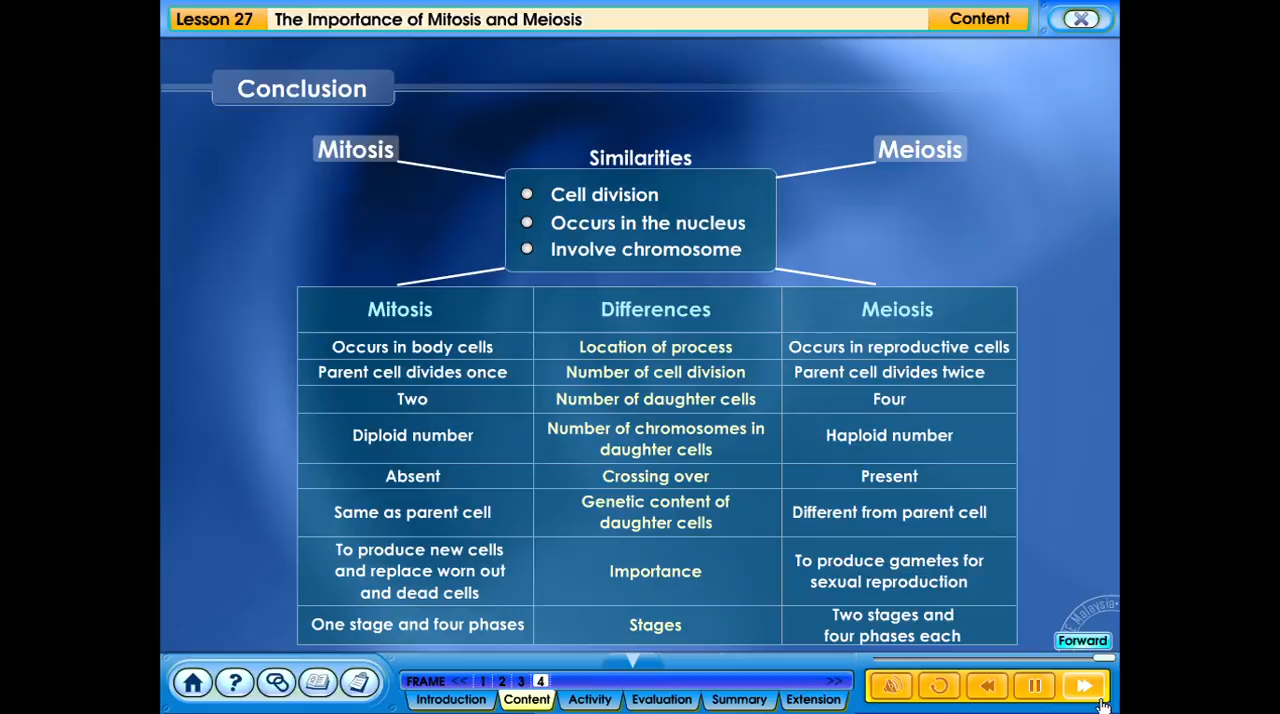 Lesson 27 The Importance of Mitosis and Meiosis Content
Conclusion
Mitosis Similarities Meiosis
Cell division
Occurs in the nucleus
Involve chromosome
Mitosis Differences Meiosis
Occurs in body cells Location of process Occurs in reproductive cells
Parent cell divides once Number of cell division Parent cell divides twice
Two Number of daughter cells Four
Diploid number Number of chromosomes in daughter cells Haploid number
Absent Crossing over Present
Same as parent cell Genetic content of daughter cells Different from parent cell
To produce new cells and replace worn out and dead cells Importance To produce gametes for sexual reproduction
One stage and four phases Stages Two stages and four phases each
Forward
FRAME << 1 2 3 4 >>
Introduction Content Activity Evaluation Summary Extension